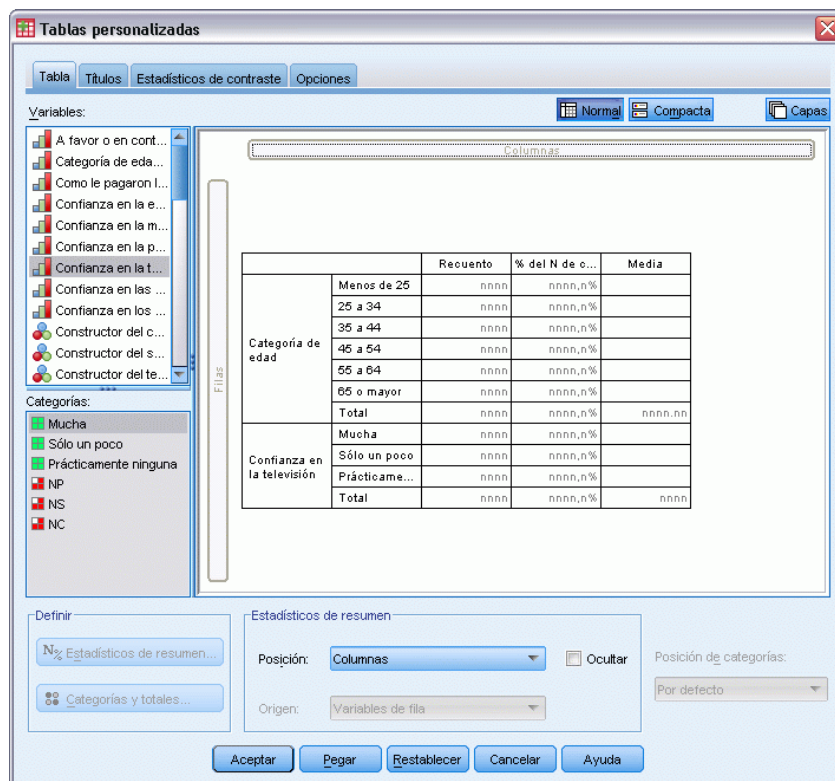 Tablas personalizadas
Tabla Títulos Estadísticos de contraste Opciones
Variables:
Normal Compacta Capas
A favor o en cont...
Categoría de eda...
Como le pagaron l...
Confianza en la e...
Confianza en la m...
Confianza en la p...
Confianza en la t...
Confianza en las ...
Confianza en los ...
Constructor del c...
Constructor del s...
Constructor del te...
Categorías:
Mucha
Sólo un poco
Prácticamente ninguna
NP
NS
NC
Columnas
Filas
Recuento % del N de c... Media
Categoría de edad
Menos de 25 nnnn nnnn,n%
25 a 34 nnnn nnnn,n%
35 a 44 nnnn nnnn,n%
45 a 54 nnnn nnnn,n%
55 a 64 nnnn nnnn,n%
65 o mayor nnnn nnnn,n%
Total nnnn nnnn,n% nnnn.nn
Confianza en la televisión
Mucha nnnn nnnn,n%
Sólo un poco nnnn nnnn,n%
Prácticame... nnnn nnnn,n%
Total nnnn nnnn,n% nnnn
Definir
N% Estadísticos de resumen...
Categorías y totales...
Estadísticos de resumen
Posición: Columnas Ocultar
Origen: Variables de fila
Posición de categorías:
Por defecto
Aceptar Pegar Restablecer Cancelar Ayuda